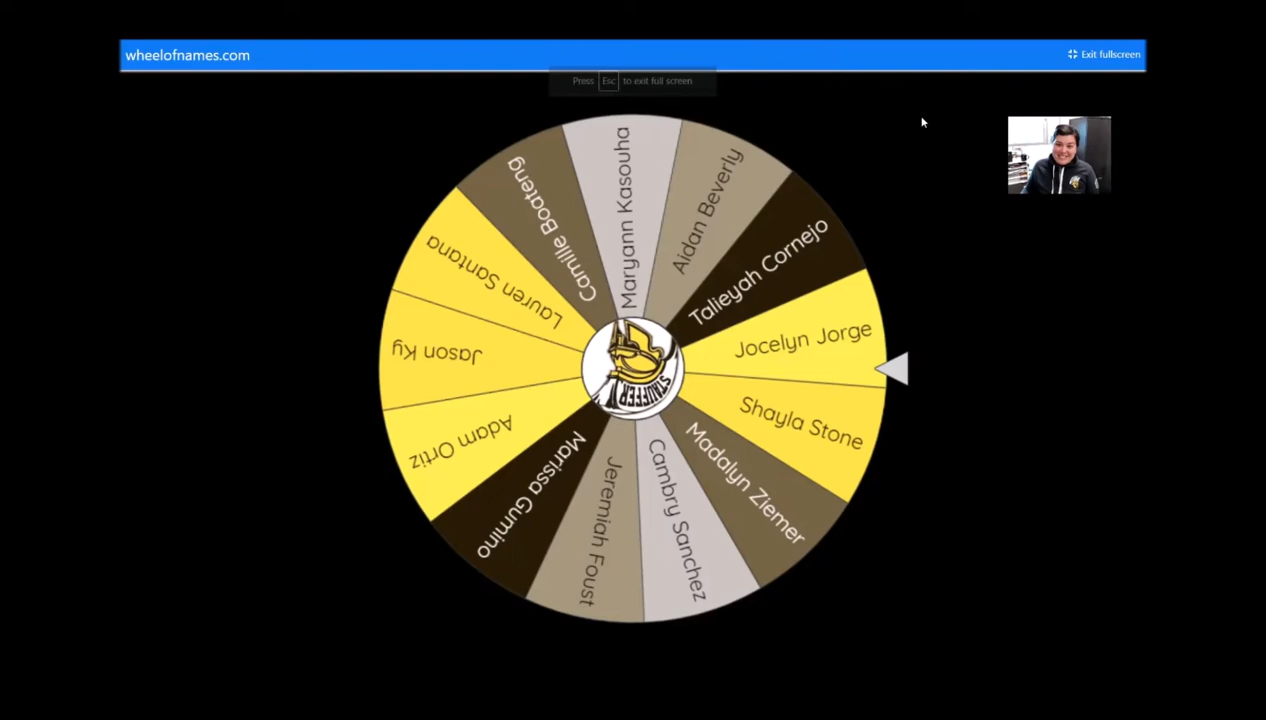 wheelofnames.com
Exit fullscreen
Press Esc to exit full screen
Maryann Kasouha
Aidan Beverly
Talieyah Cornejo
Jocelyn Jorge
Shayla Stone
Madalyn Ziemer
Cambry Sanchez
Jeremiah Foust
Marissa Gumino
Adam Ortiz
Jason Ky
Lauren Santana
Camille Boateng
STAUFFER